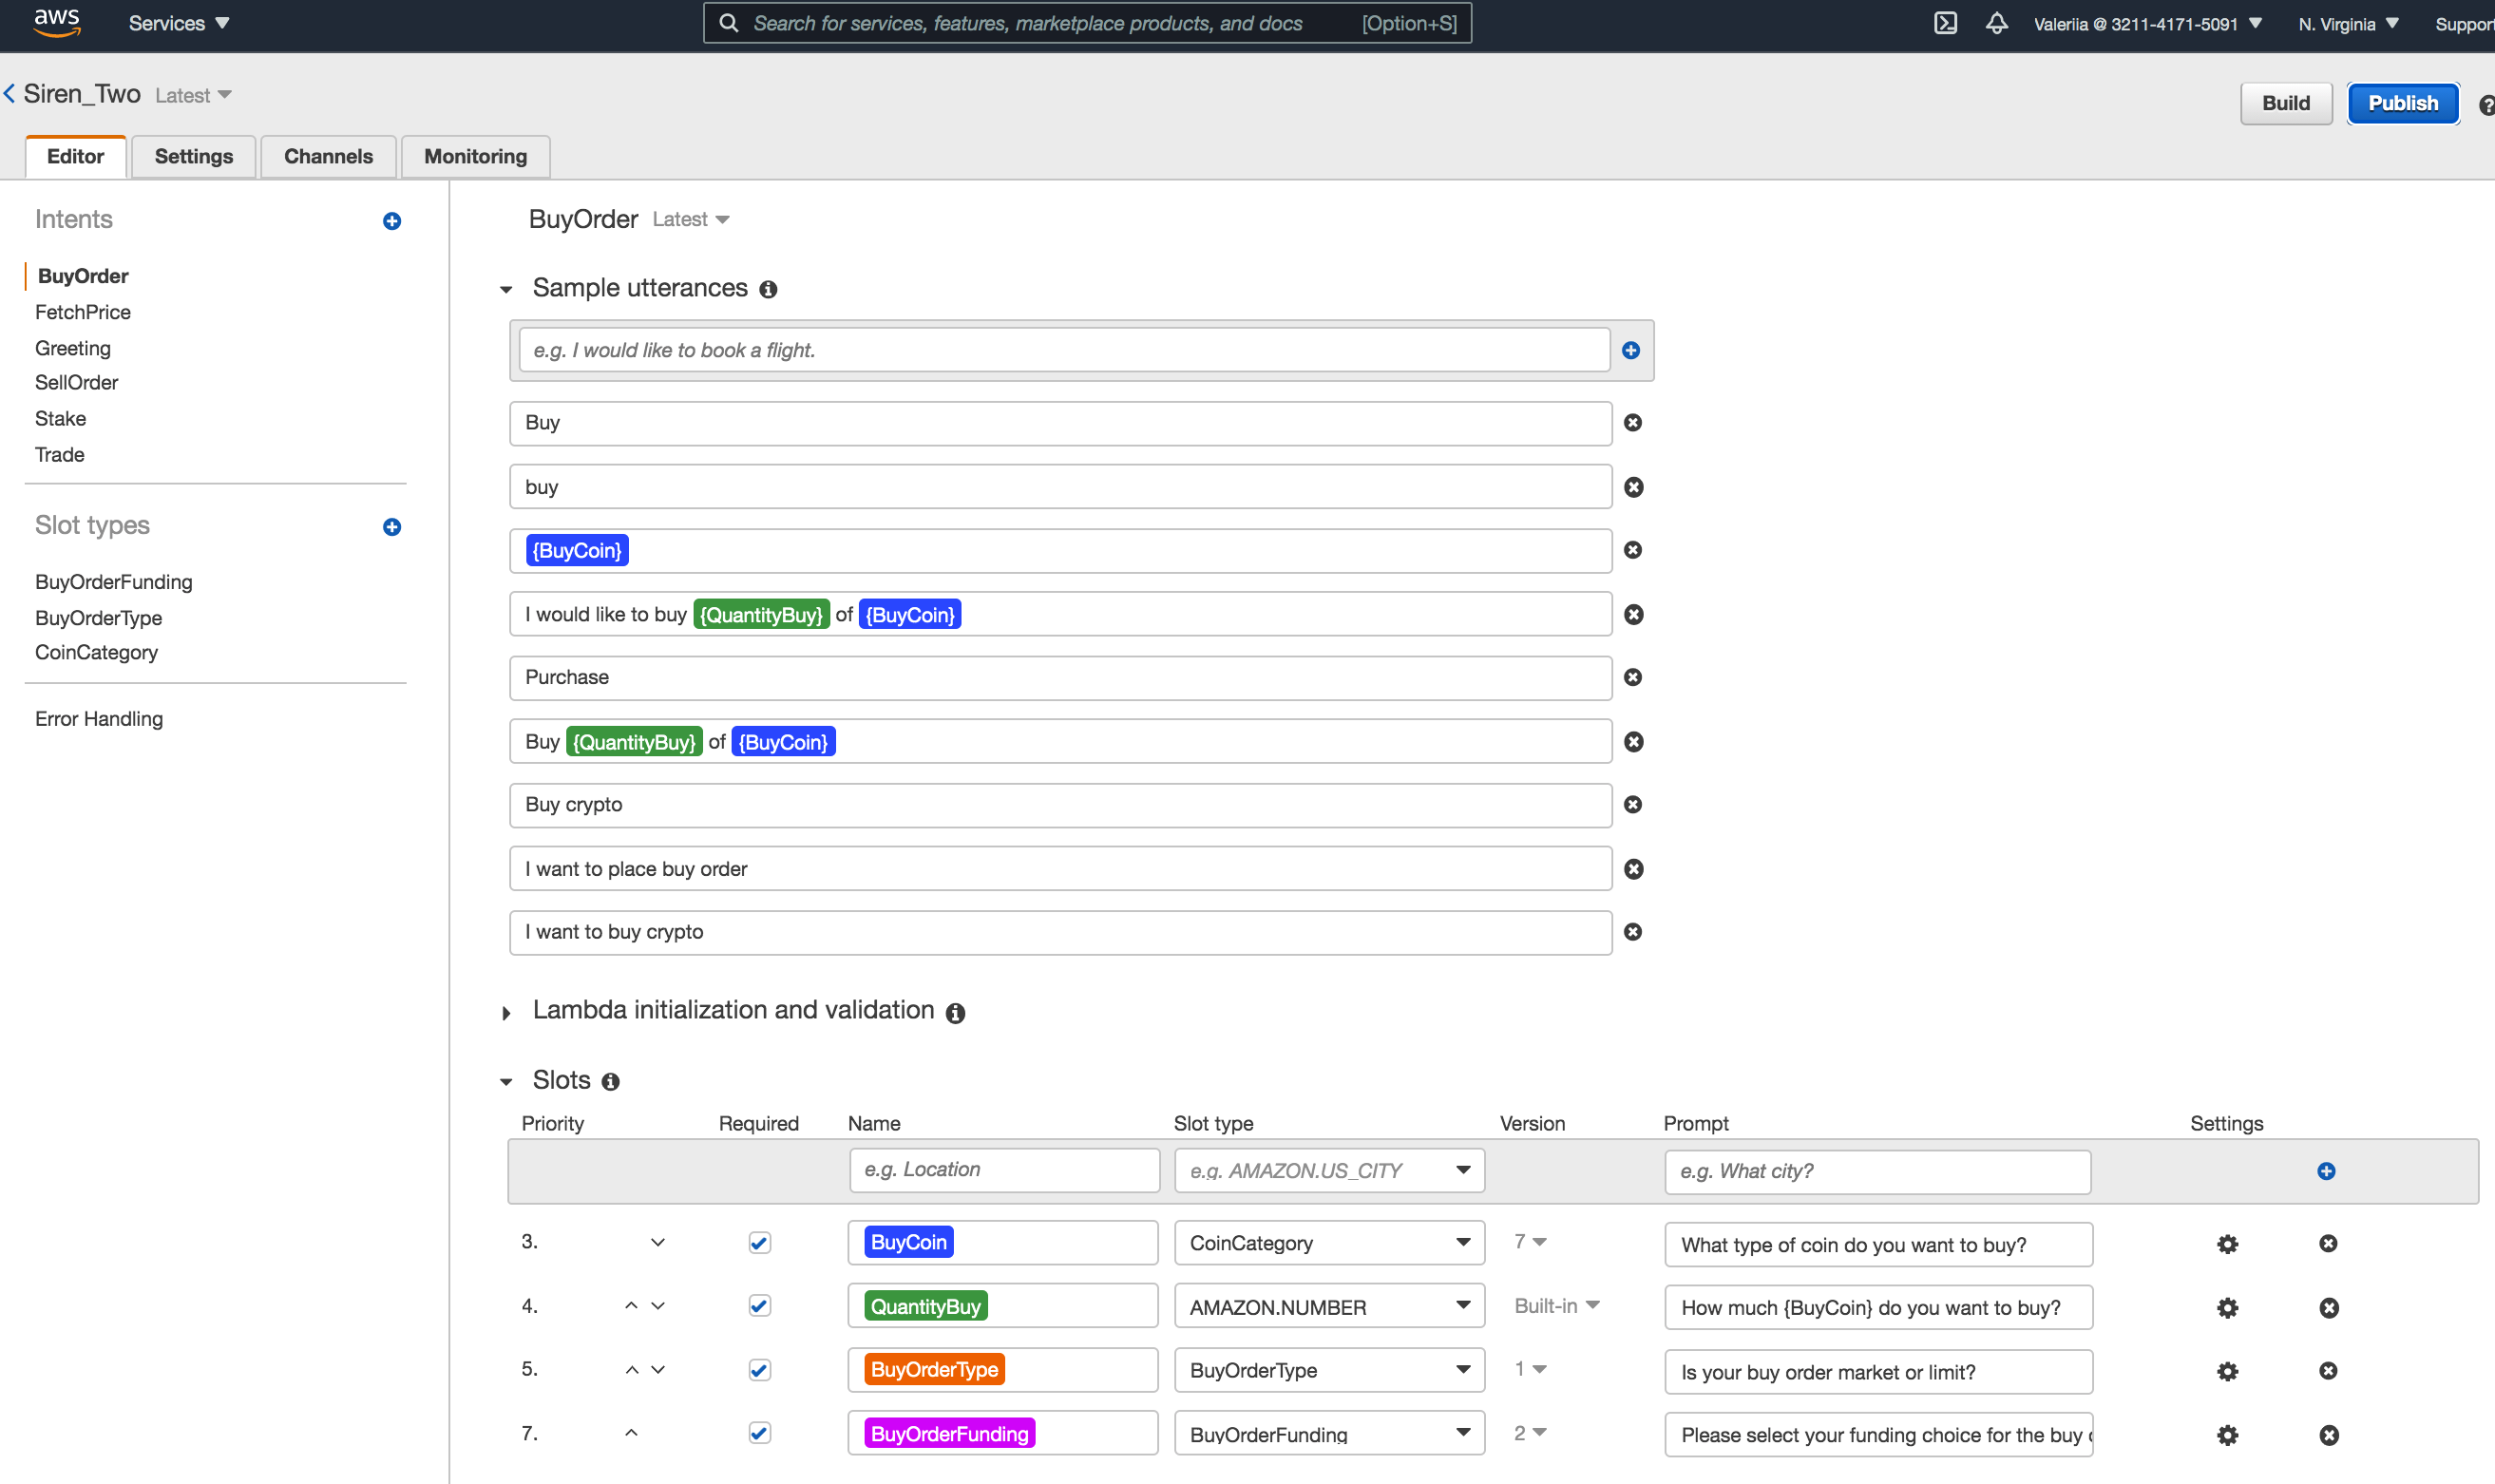 aws Services Search for services, features, marketplace products, and docs [Option+S] Valeriia @ 3211-4171-5091 N. Virginia Suppor
Siren_Two Latest
Build Publish
Editor Settings Channels Monitoring
Intents
BuyOrder
FetchPrice
Greeting
SellOrder
Stake
Trade
Slot types
BuyOrderFunding
BuyOrderType
CoinCategory
Error Handling
BuyOrder Latest
Sample utterances
e.g. I would like to book a flight.
Buy
buy
{BuyCoin}
I would like to buy {QuantityBuy} of {BuyCoin}
Purchase
Buy {QuantityBuy} of {BuyCoin}
Buy crypto
I want to place buy order
I want to buy crypto
Lambda initialization and validation
Slots
Priority Required Name Slot type Version Prompt Settings
e.g. Location e.g. AMAZON.US_CITY e.g. What city?
3. BuyCoin CoinCategory 7 What type of coin do you want to buy?
4. QuantityBuy AMAZON.NUMBER Built-in How much {BuyCoin} do you want to buy?
5. BuyOrderType BuyOrderType 1 Is your buy order market or limit?
7. BuyOrderFunding BuyOrderFunding 2 Please select your funding choice for the buy